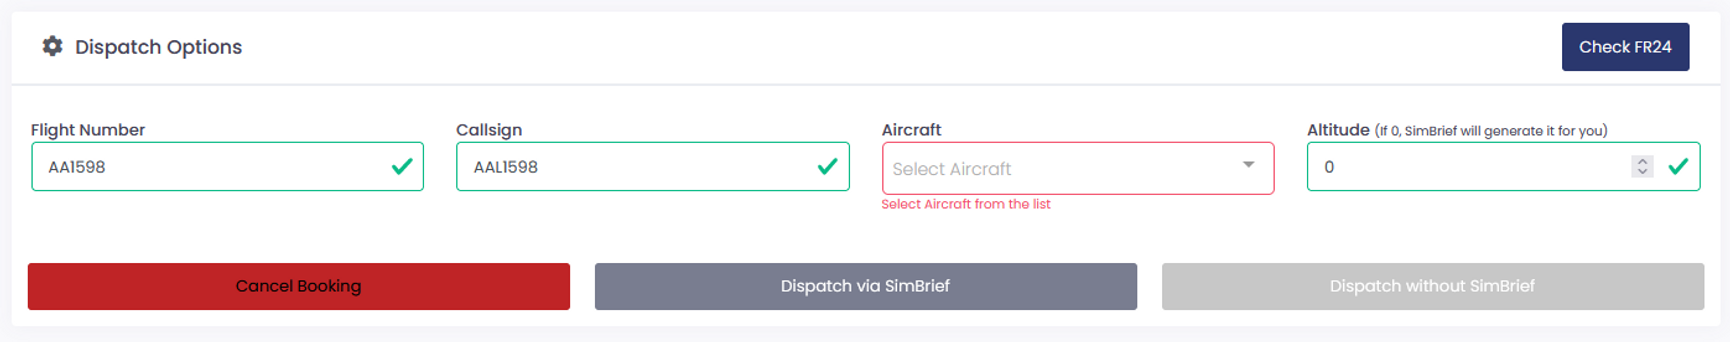 Dispatch Options
Check FR24
Flight Number
Callsign
Aircraft
Altitude (If 0, SimBrief will generate it for you)
AA1598
AAL1598
Select Aircraft
0
Select Aircraft from the list
Cancel Booking
Dispatch via SimBrief
Dispatch without SimBrief